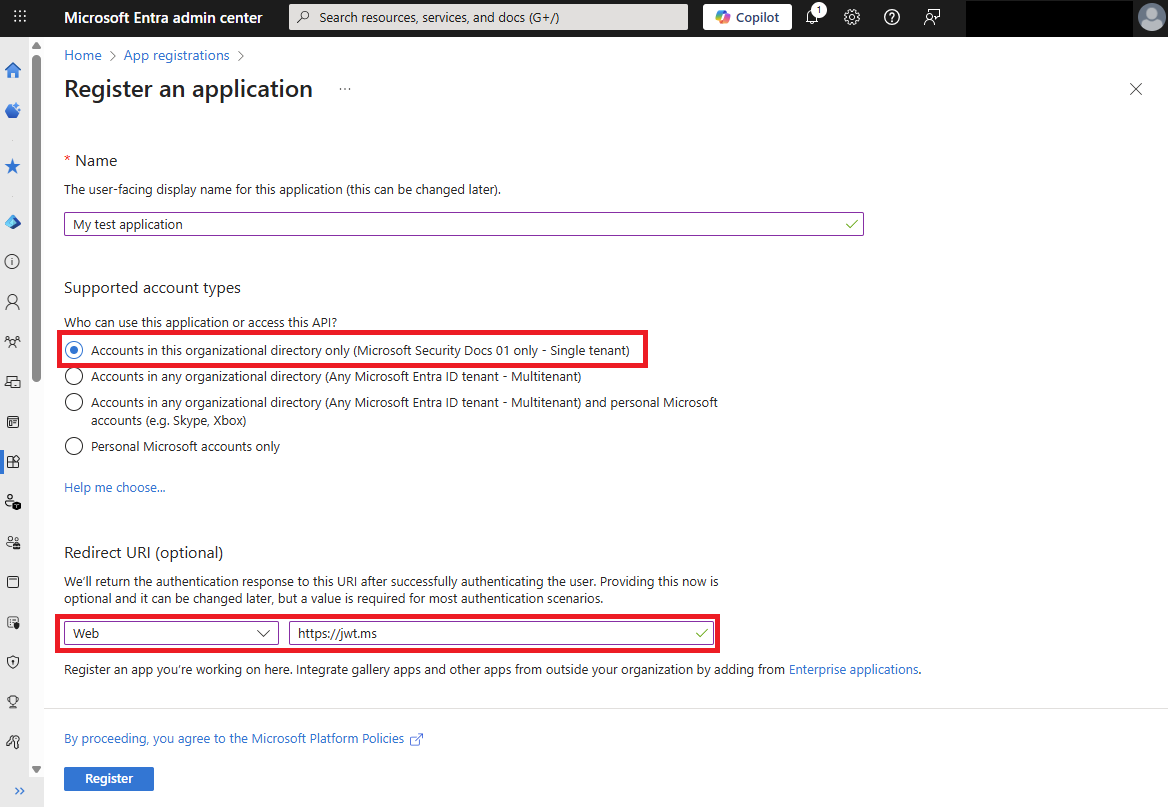 Microsoft Entra admin center
Search resources, services, and docs (G+/)
Copilot
1
Home > App registrations >
Register an application ...
* Name
The user-facing display name for this application (this can be changed later).
My test application
Supported account types
Who can use this application or access this API?
Accounts in this organizational directory only (Microsoft Security Docs 01 only - Single tenant)
Accounts in any organizational directory (Any Microsoft Entra ID tenant - Multitenant)
Accounts in any organizational directory (Any Microsoft Entra ID tenant - Multitenant) and personal Microsoft
accounts (e.g. Skype, Xbox)
Personal Microsoft accounts only
Help me choose...
Redirect URI (optional)
We'll return the authentication response to this URI after successfully authenticating the user. Providing this now is
optional and it can be changed later, but a value is required for most authentication scenarios.
Web
https://jwt.ms
Register an app you're working on here. Integrate gallery apps and other apps from outside your organization by adding from Enterprise applications.
By proceeding, you agree to the Microsoft Platform Policies
Register